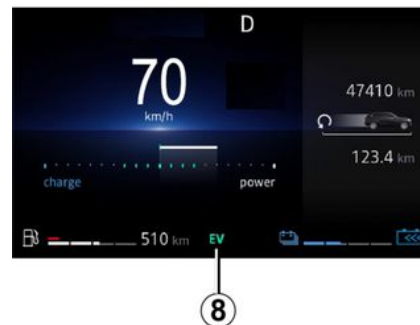 D
70
km/h
47410 km
123.4 km
charge
power
510 km
EV
<<<
8